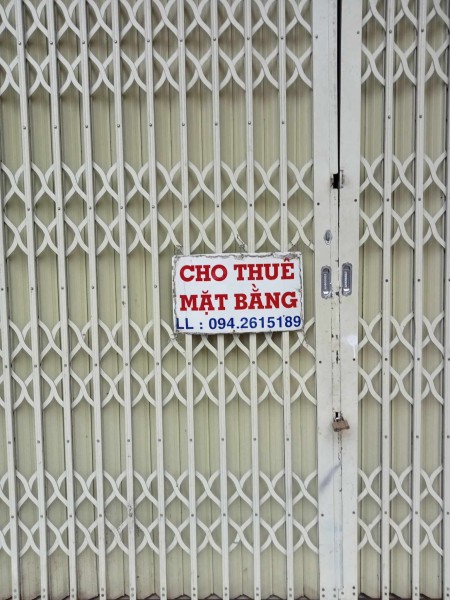 CHO THUÊ
MẶT BẰNG
LL : 094.2615189